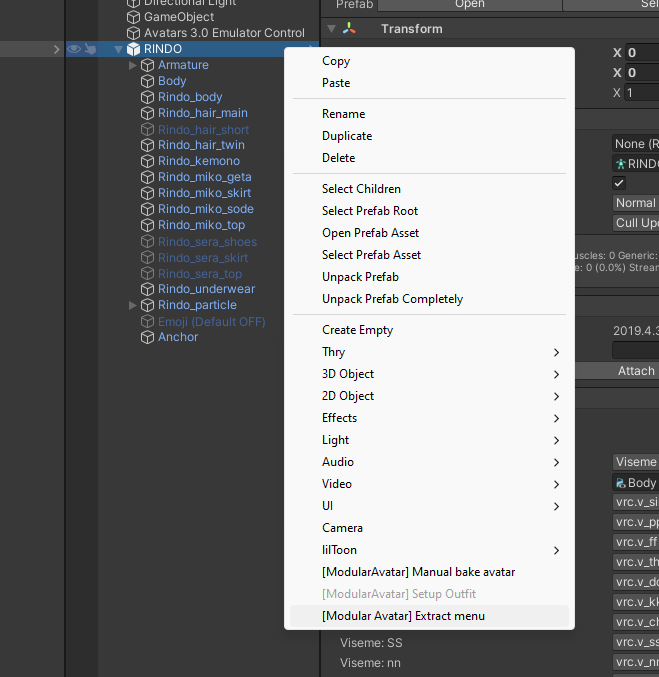 Directional Light
GameObject
Avatars 3.0 Emulator Control
RINDO
Armature
Body
Rindo_body
Rindo_hair_main
Rindo_hair_short
Rindo_hair_twin
Rindo_kemono
Rindo_miko_geta
Rindo_miko_skirt
Rindo_miko_sode
Rindo_miko_top
Rindo_sera_shoes
Rindo_sera_skirt
Rindo_sera_top
Rindo_underwear
Rindo_particle
Emoji (Default OFF)
Anchor
Copy
Paste
Rename
Duplicate
Delete
Select Children
Select Prefab Root
Open Prefab Asset
Select Prefab Asset
Unpack Prefab
Unpack Prefab Completely
Create Empty
Thry
3D Object
2D Object
Effects
Light
Audio
Video
UI
Camera
lilToon
[ModularAvatar] Manual bake avatar
[ModularAvatar] Setup Outfit
[Modular Avatar] Extract menu
Viseme: SS
Viseme: nn
Prefab Open Sel
Transform
X 0
X 0
X 1
None (R
RINDO
Normal
Cull Up
uscles: 0 Generic:
e: 0 (0.0%) Stream
2019.4.3
Attach
Viseme
Body
vrc.v_si
vrc.v_pp
vrc.v_ff
vrc.v_th
vrc.v_do
vrc.v_kk
vrc.v_ch
vrc.v_ss
vrc.v_nn